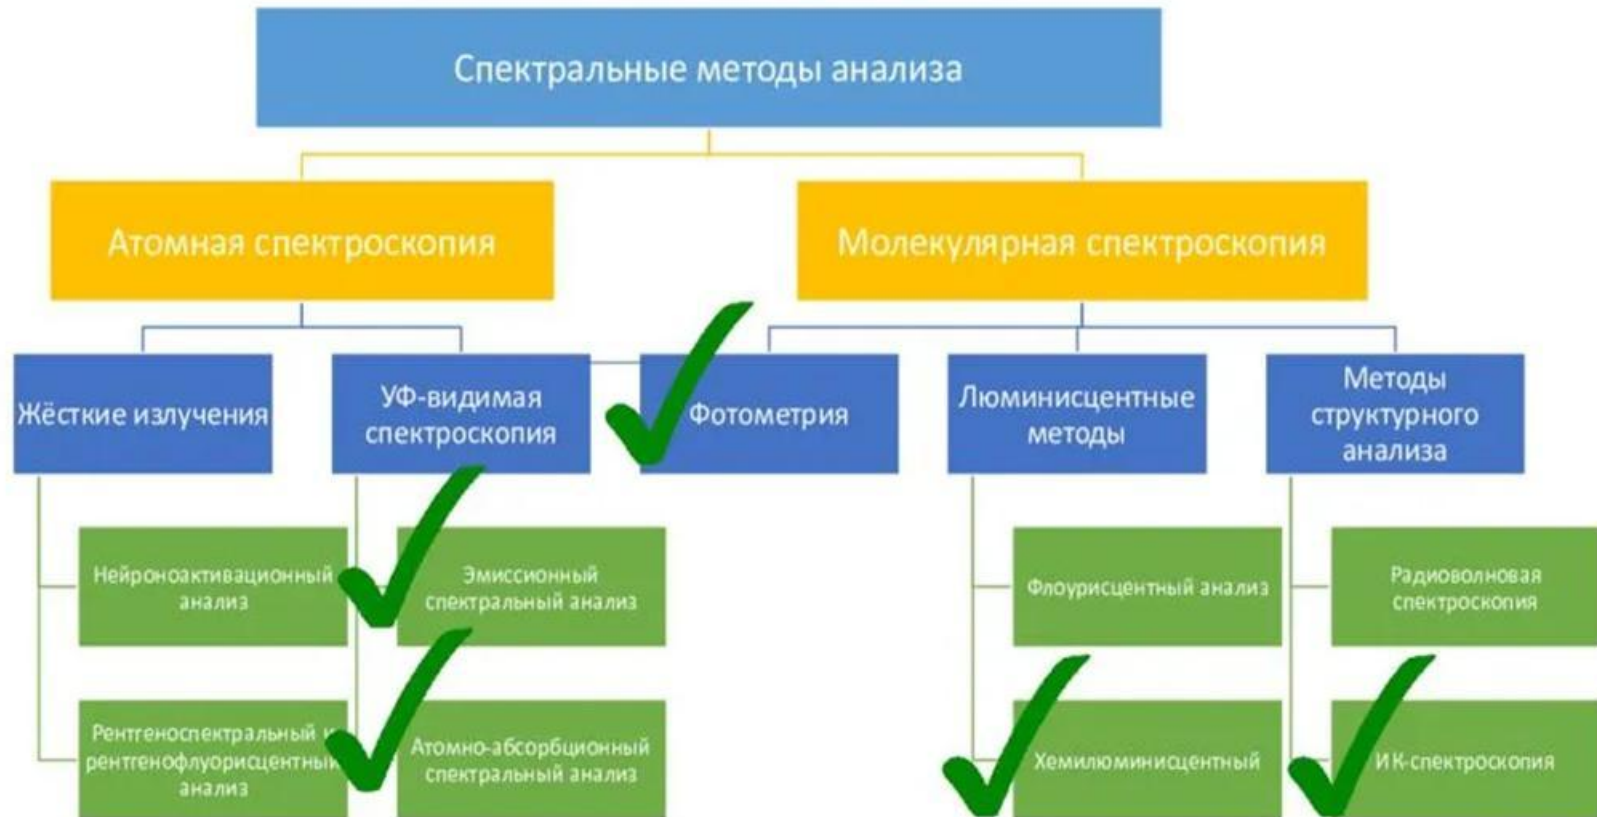 Спектральные методы анализа
Атомная спектроскопия
Молекулярная спектроскопия
Жёсткие излучения
УФ-видимая
спектроскопия
Фотометрия
Люминисцентные
методы
Методы
структурного
анализа
Нейроноактивационный
анализ
Эмиссионный
спектральный анализ
Флоурисцентный анализ
Радиоволновая
спектроскопия
Рентгеноспектральный и
рентгенофлуорисцентный
анализ
Атомно-абсорбционный
спектральный анализ
Хемилюминисцентный
ИК-спектроскопия